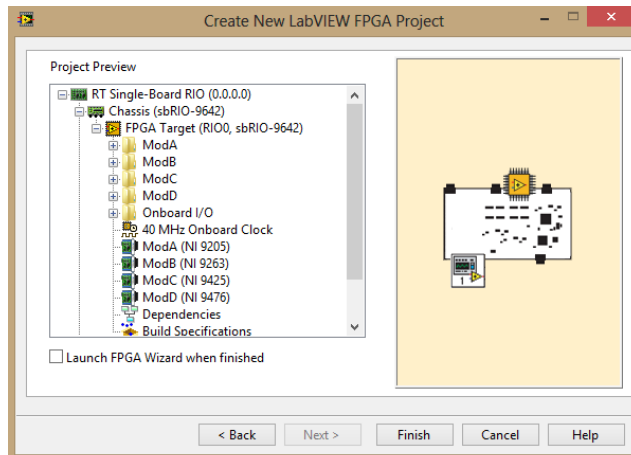 Create New LabVIEW FPGA Project
Project Preview
RT Single-Board RIO (0.0.0.0)
Chassis (sbRIO-9642)
FPGA Target (RIO0, sbRIO-9642)
ModA
ModB
ModC
ModD
Onboard I/O
40 MHz Onboard Clock
ModA (NI 9205)
ModB (NI 9263)
ModC (NI 9425)
ModD (NI 9476)
Dependencies
Build Specifications
1
Launch FPGA Wizard when finished
< Back Next > Finish Cancel Help